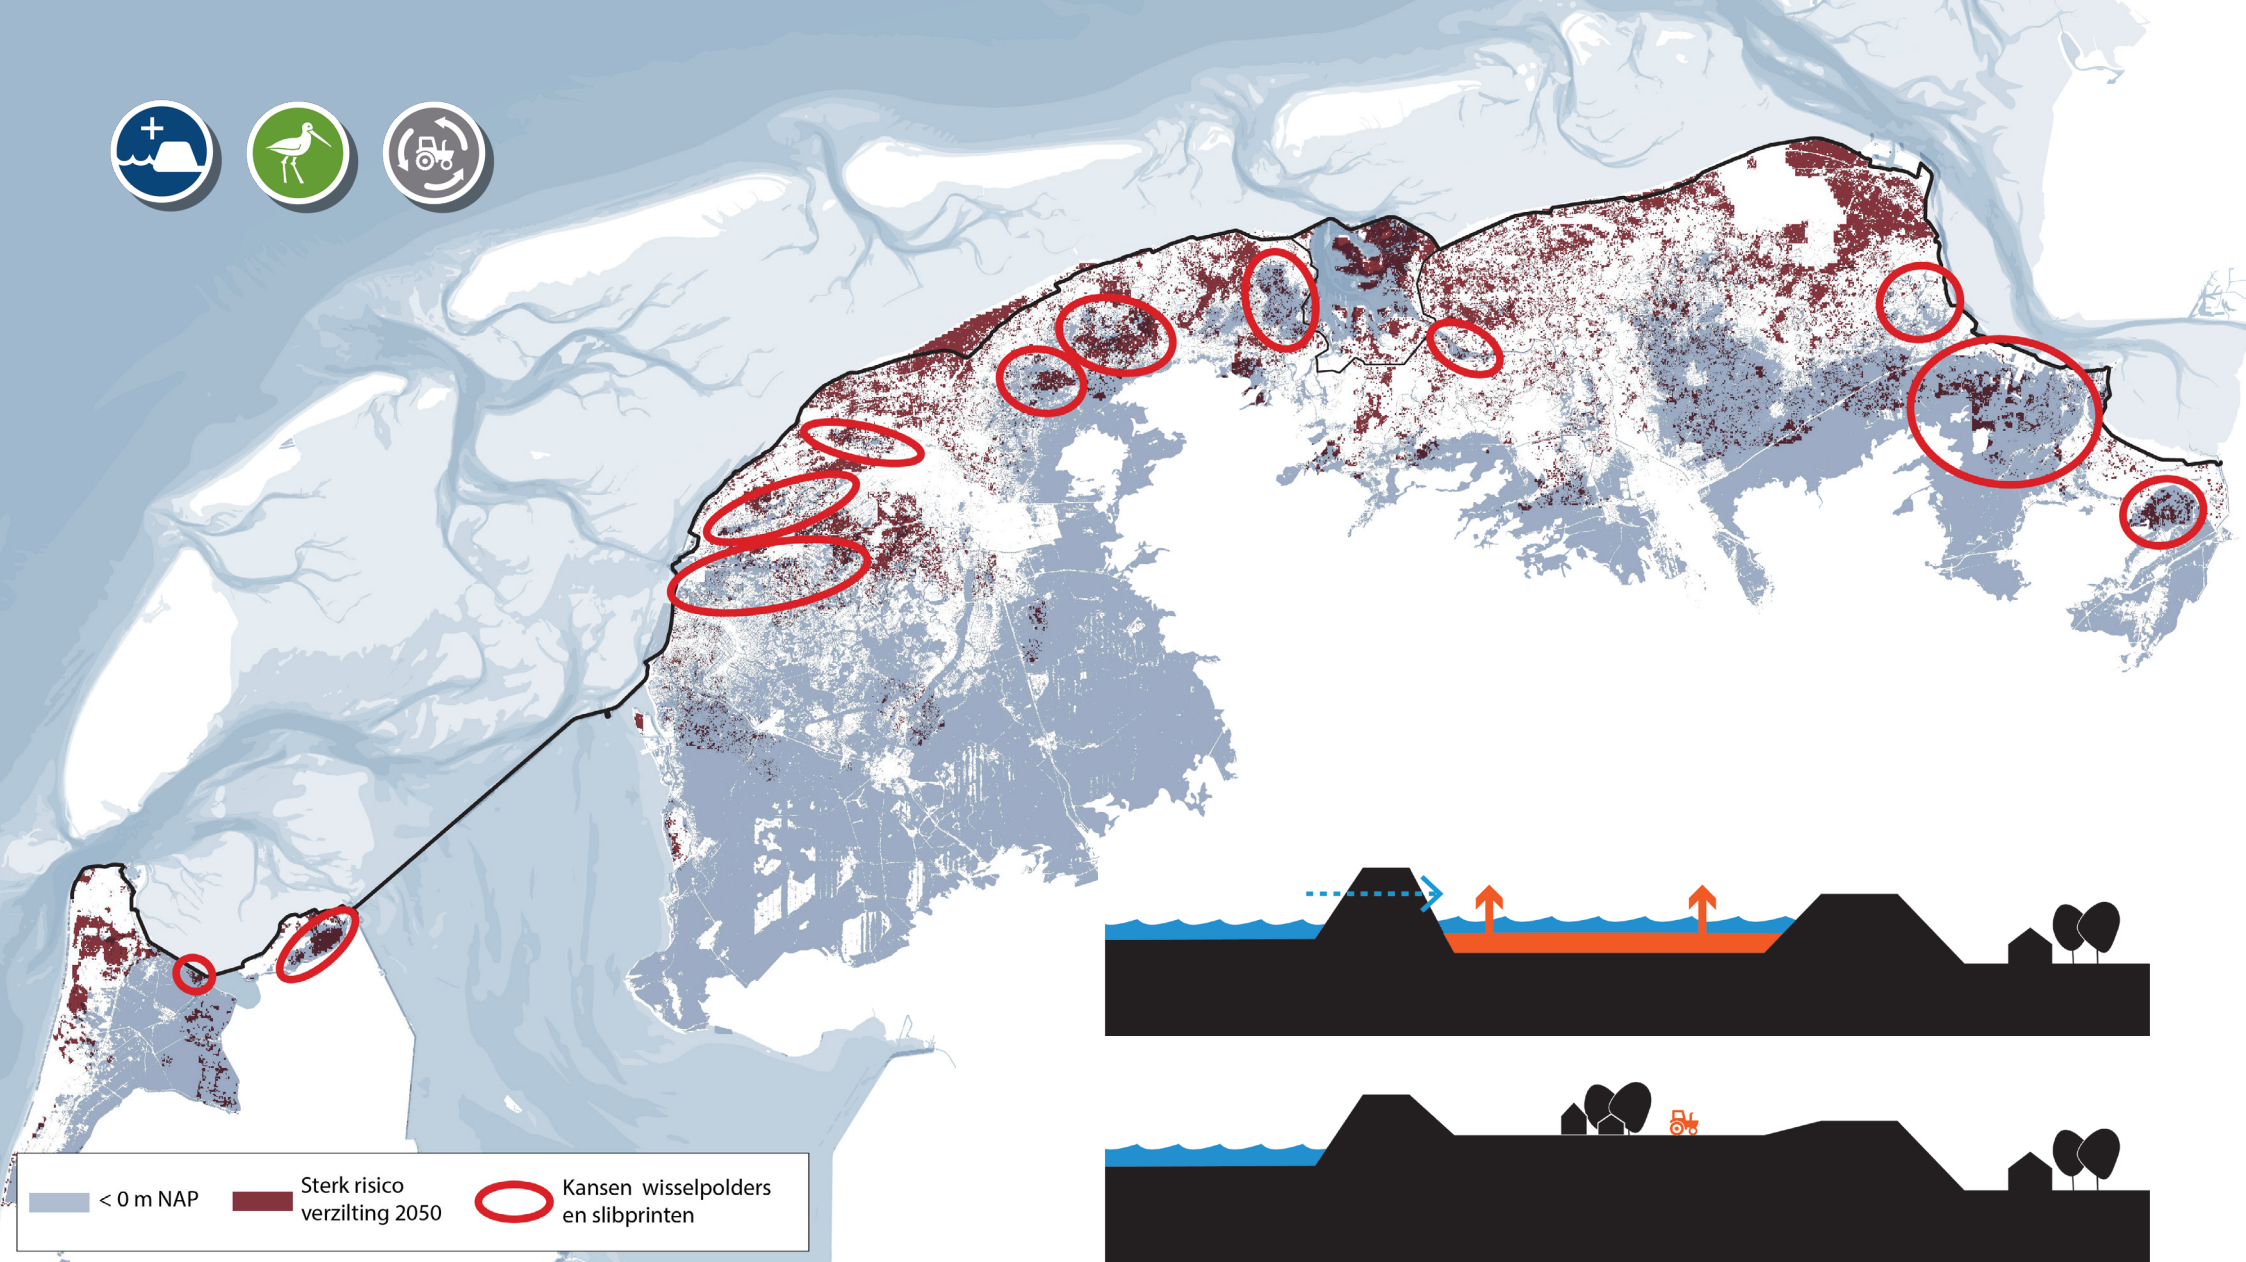 < 0 m NAP
Sterk risico
verzilting 2050
Kansen wisselpolders
en slibprinten